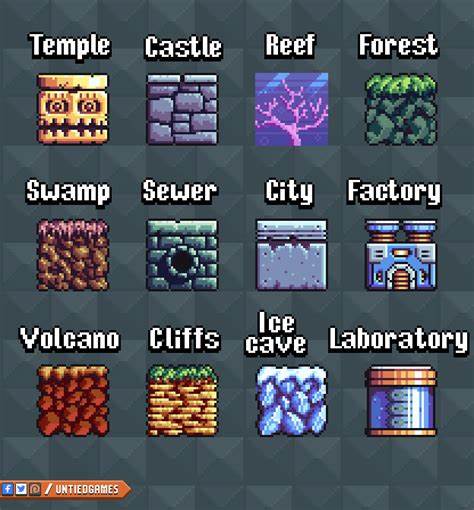 Temple Castle Reef Forest
Swamp Sewer City Factory
Volcano Cliffs Ice cave Laboratory
/ UNTIEDGAMES